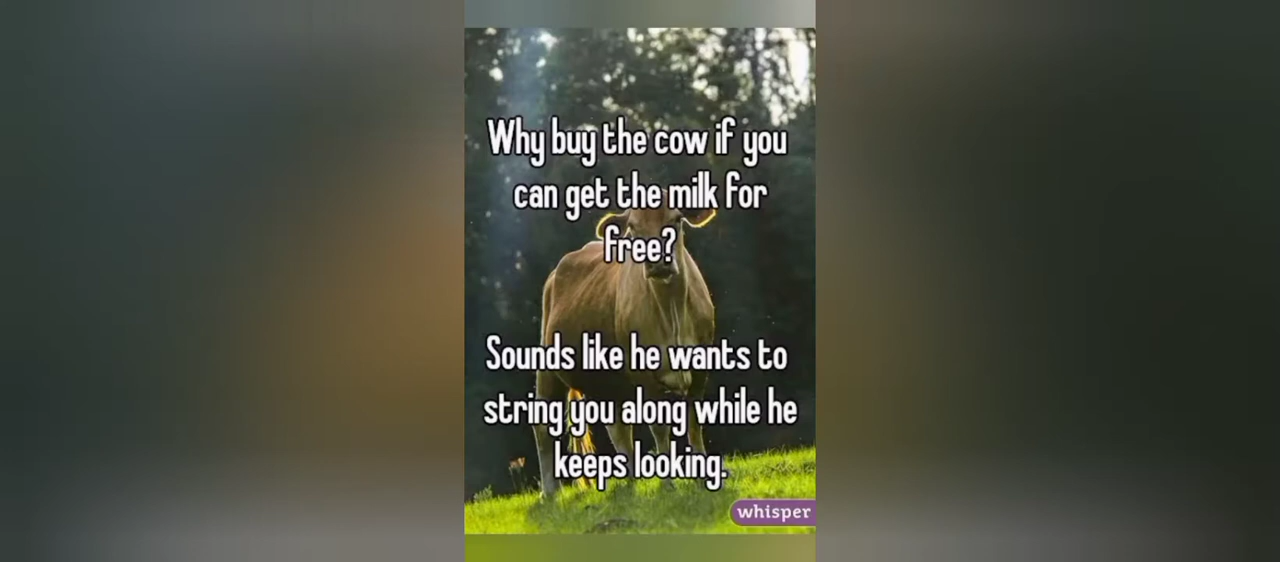 Why buy the cow if you
can get the milk for
free?
Sounds like he wants to
string you along while he
keeps looking.
whisper